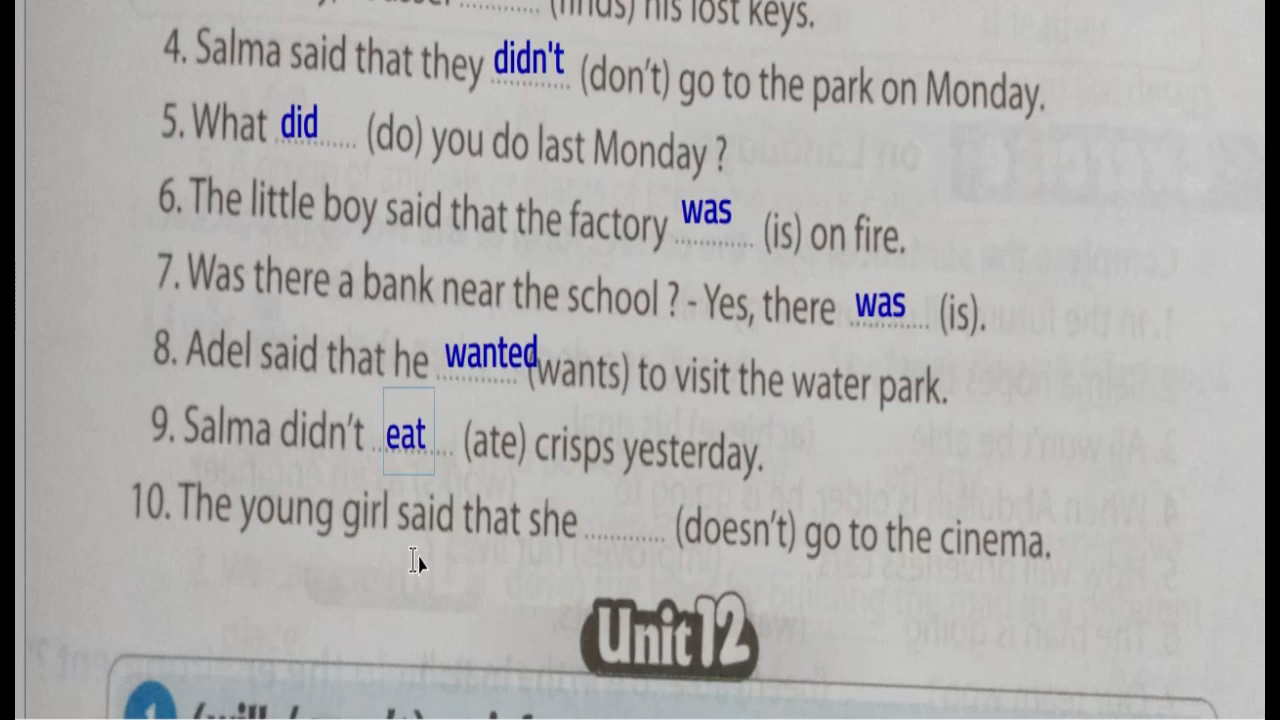 (finds) his lost keys.
4. Salma said that they didn't (don't) go to the park on Monday.
5. What did (do) you do last Monday ?
6. The little boy said that the factory was (is) on fire.
7. Was there a bank near the school ? - Yes, there was (is).
8. Adel said that he wanted (wants) to visit the water park.
9. Salma didn't eat (ate) crisps yesterday.
10. The young girl said that she ............ (doesn't) go to the cinema.
Unit 12